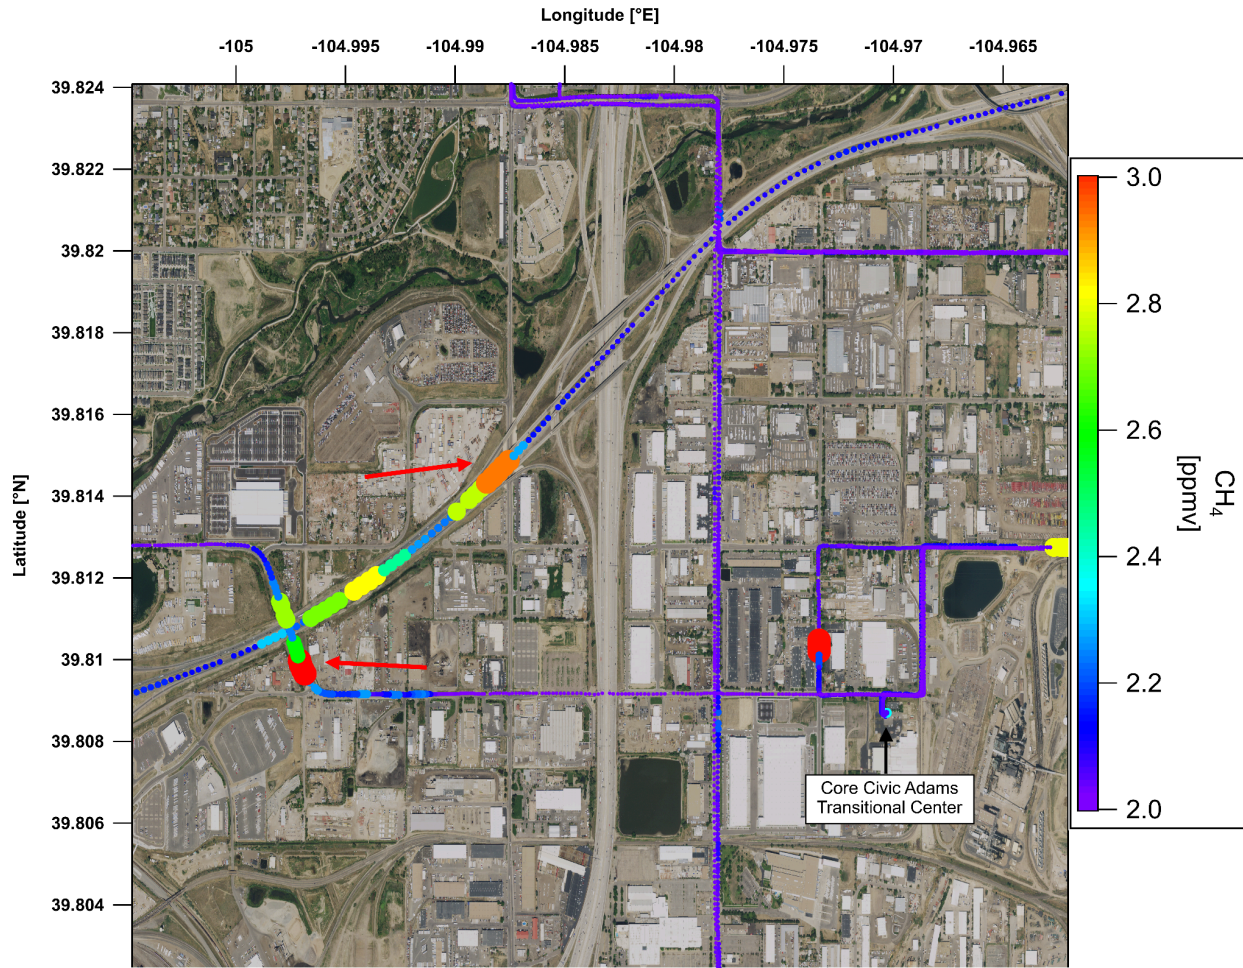 Longitude [°E]
-105 -104.995 -104.99 -104.985 -104.98 -104.975 -104.97 -104.965
39.824
39.822
39.82
39.818
39.816
39.814
39.812
39.81
39.808
39.806
39.804
Latitude [°N]
3.0
2.8
2.6
2.4
2.2
2.0
CH4
[ppmv]
Core Civic Adams
Transitional Center